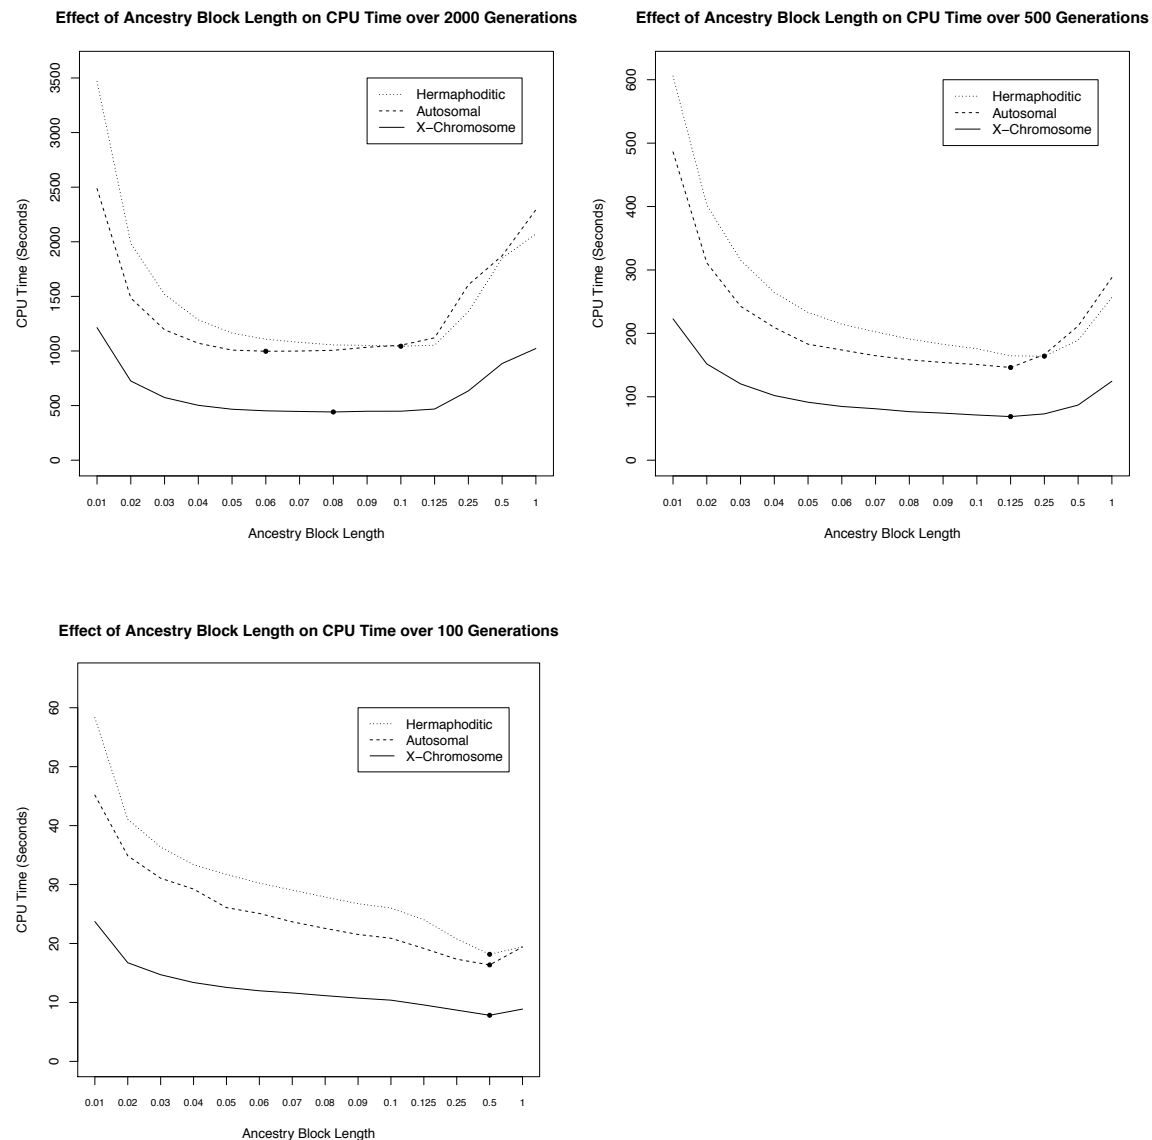 Effect of Ancestry Block Length on CPU Time over 2000 Generations
CPU Time (Seconds)
3500
3000
2500
2000
1500
1000
500
0
Hermaphoditic
Autosomal
X−Chromosome
0.01 0.02 0.03 0.04 0.05 0.06 0.07 0.08 0.09 0.1 0.125 0.25 0.5 1
Ancestry Block Length
Effect of Ancestry Block Length on CPU Time over 500 Generations
CPU Time (Seconds)
600
500
400
300
200
100
0
Hermaphoditic
Autosomal
X−Chromosome
0.01 0.02 0.03 0.04 0.05 0.06 0.07 0.08 0.09 0.1 0.125 0.25 0.5 1
Ancestry Block Length
Effect of Ancestry Block Length on CPU Time over 100 Generations
CPU Time (Seconds)
60
50
40
30
20
10
0
Hermaphoditic
Autosomal
X−Chromosome
0.01 0.02 0.03 0.04 0.05 0.06 0.07 0.08 0.09 0.1 0.125 0.25 0.5 1
Ancestry Block Length